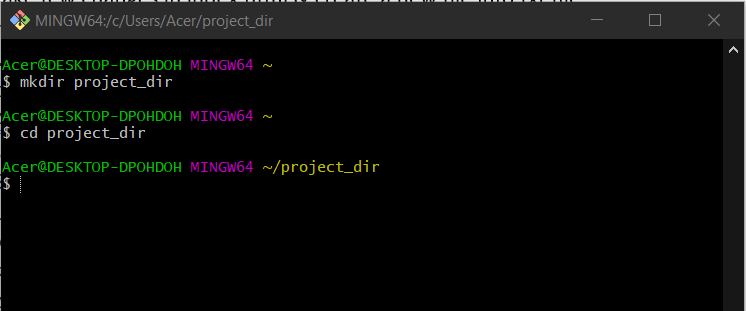 MINGW64:/c/Users/Acer/project_dir
Acer@DESKTOP-DPOHDOH MINGW64 ~
$ mkdir project_dir
Acer@DESKTOP-DPOHDOH MINGW64 ~
$ cd project_dir
Acer@DESKTOP-DPOHDOH MINGW64 ~/project_dir
$